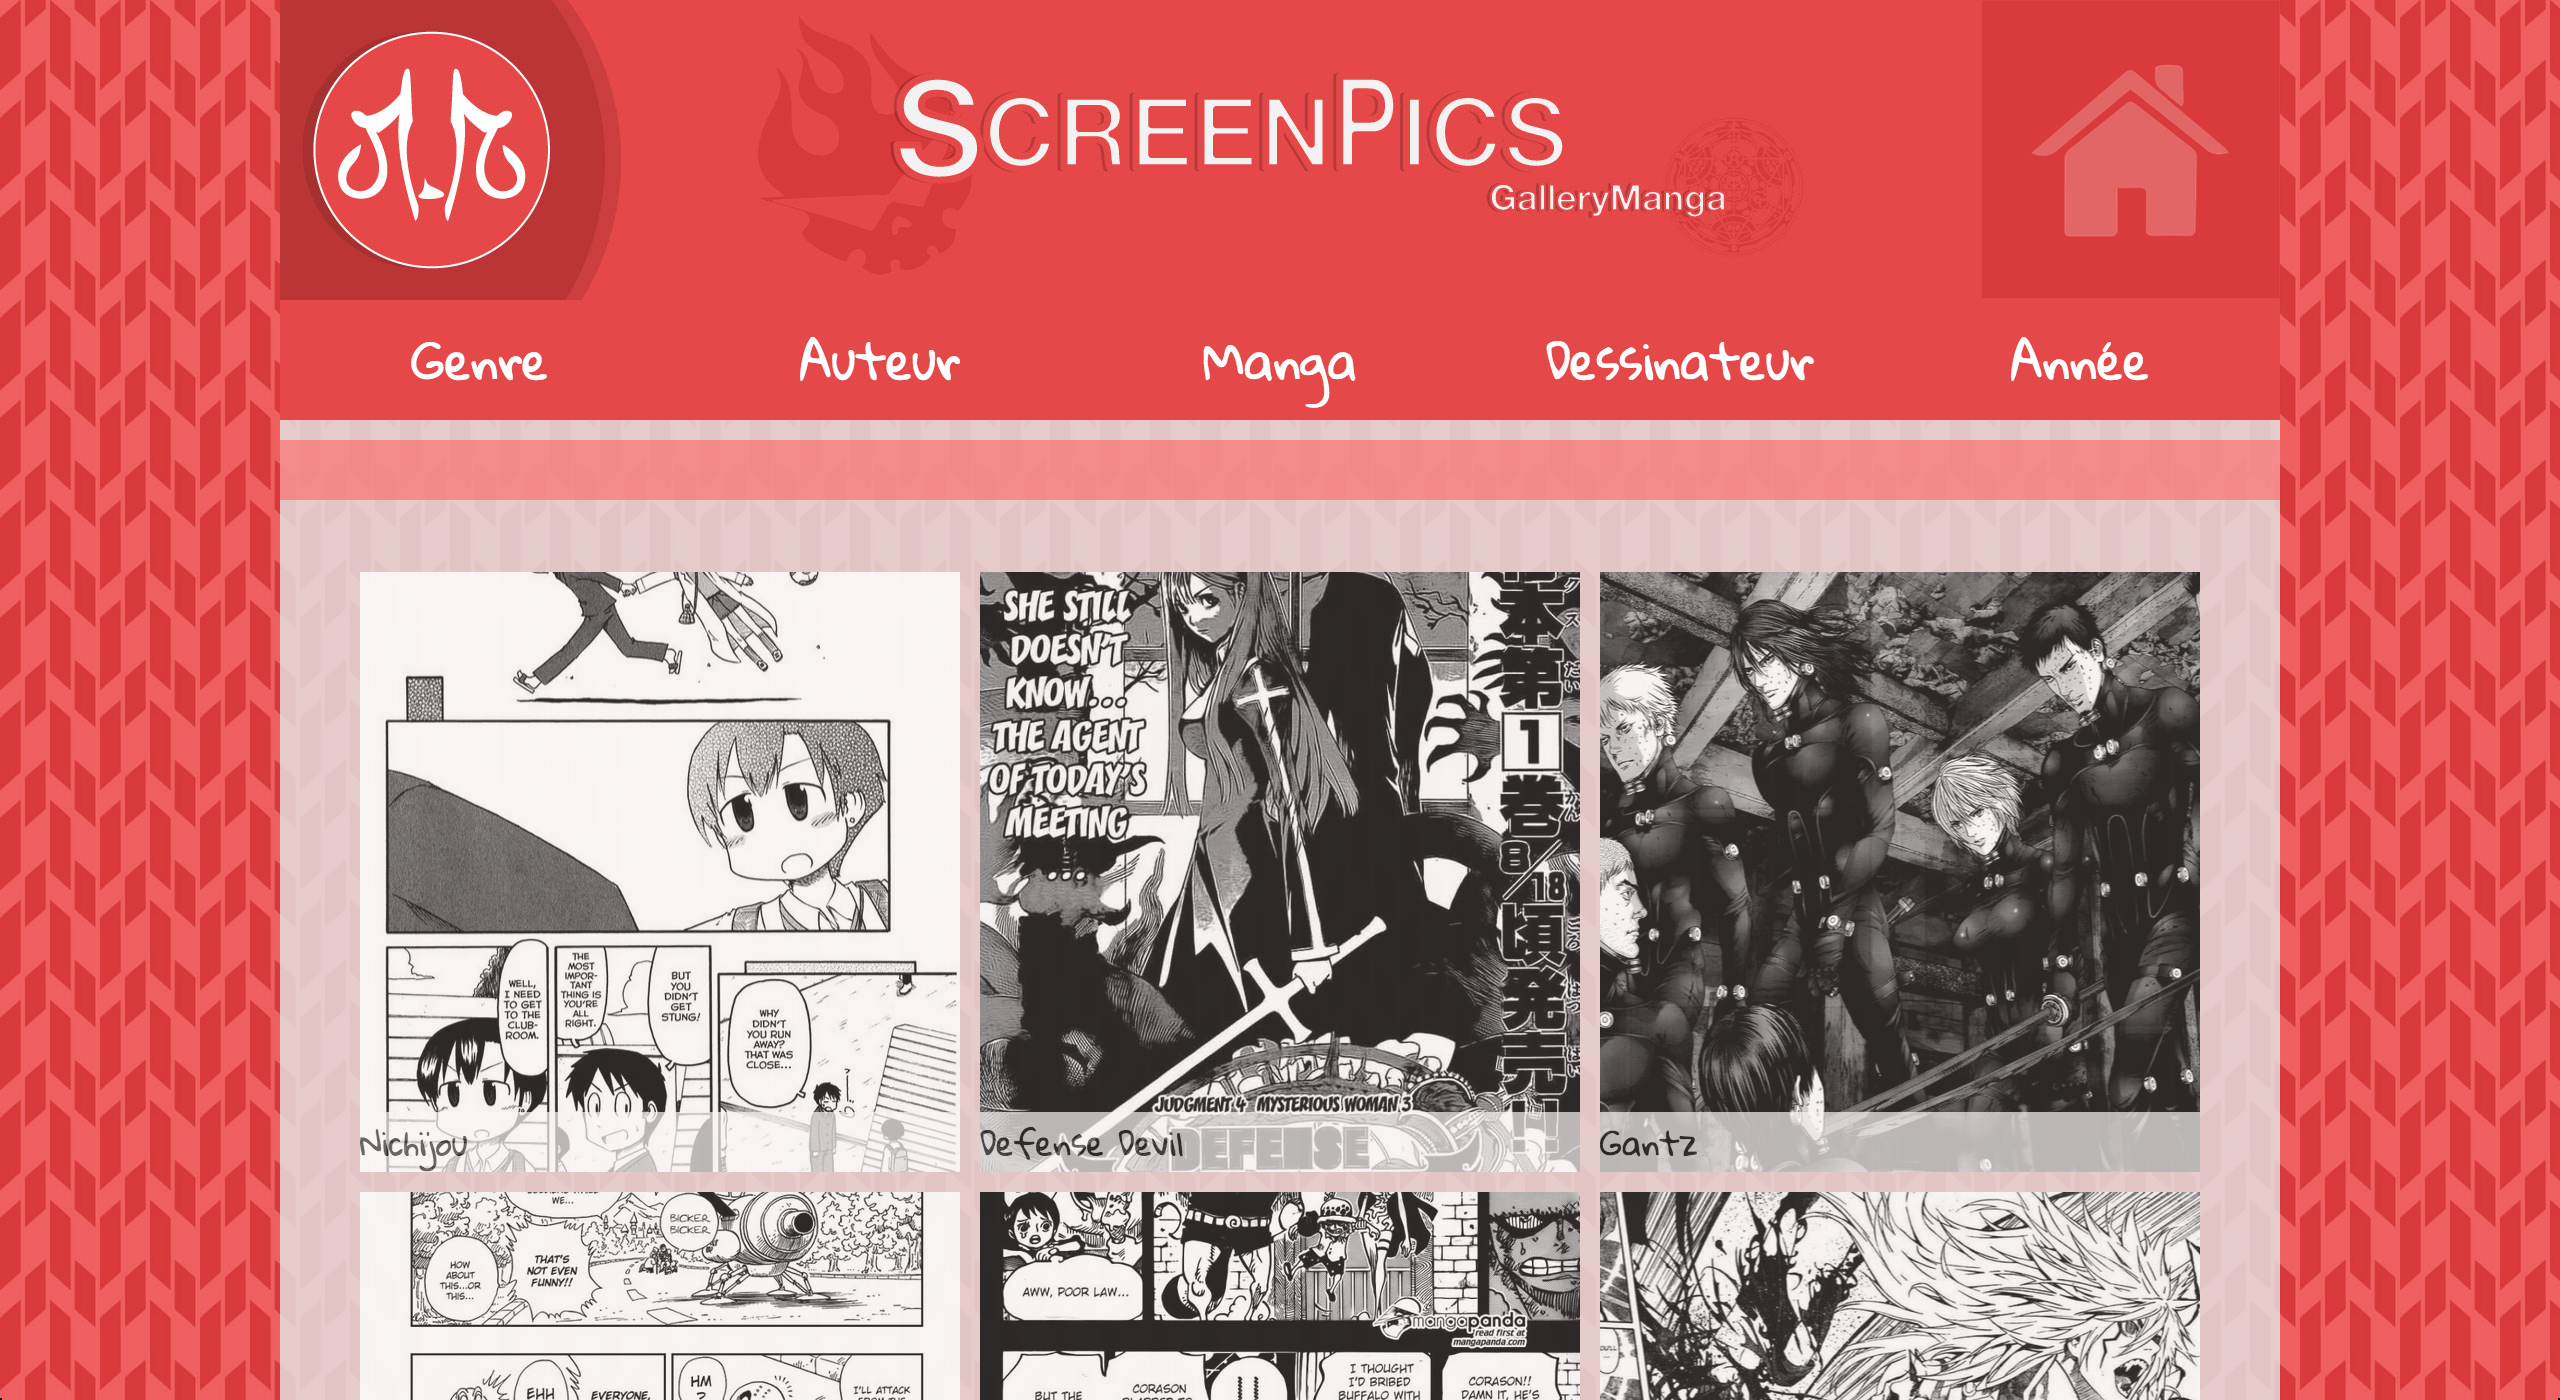 SCREENPICS
GalleryManga
Genre
Auteur
Manga
Dessinateur
Année
WELL,
I NEED
TO GET
TO THE
CLUB-
ROOM.
THE
MOST
IMPOR-
TANT
THING IS
YOU'RE
ALL
RIGHT.
BUT
YOU
DIDN'T
GET
STUNG!
WHY
DIDN'T
YOU RUN
AWAY?
THAT WAS
CLOSE...
Nichijou
SHE STILL
DOESN'T
KNOW...
THE AGENT
OF TODAY'S
MEETING
本第1巻8/18頃発売!!
JUDGMENT 4 MYSTERIOUS WOMAN 3
DEFENSE
Defense Devil
Gantz
WE...
BICKER
BICKER
HOW
ABOUT
THIS...OR
THIS...
THAT'S
NOT EVEN
FUNNY!!
EHH
EVERYONE,
HM
?
I'LL ATTACK
AWW, POOR LAW...
mangapanda
read first at
mangapanda.com
BUT THE
CORASON
I THOUGHT
I'D BRIBED
BUFFALO WITH
CORASON!!
DAMN IT, HE'S